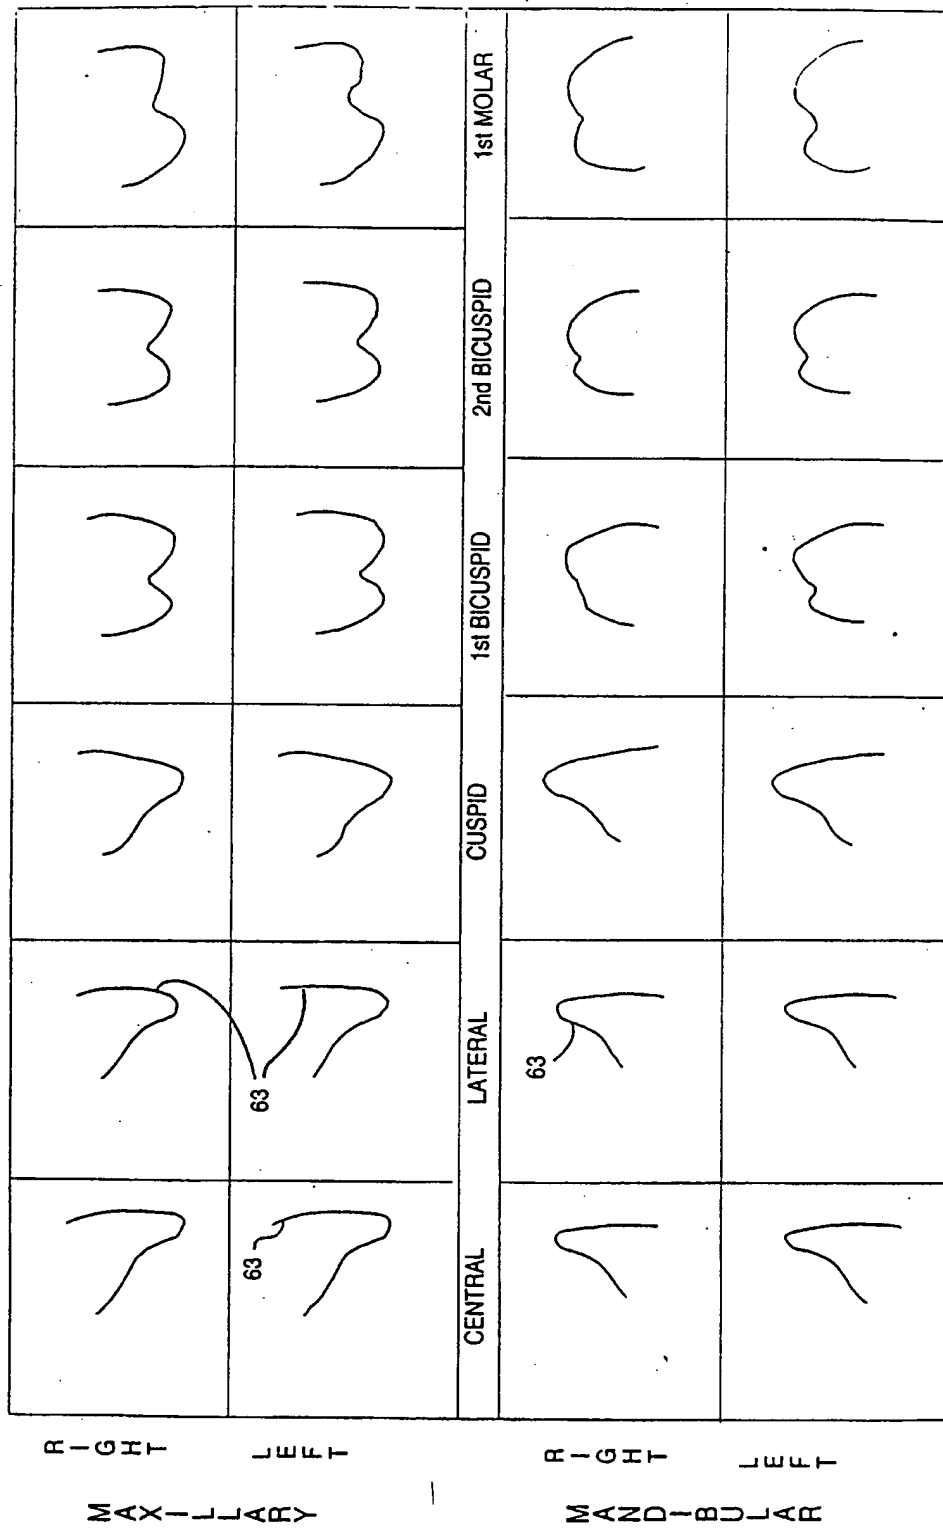 MAXILLARY
RIGHT
LEFT
63
63
CENTRAL LATERAL CUSPID 1st BICUSPID 2nd BICUSPID 1st MOLAR
MANDIBULAR
RIGHT
LEFT
63